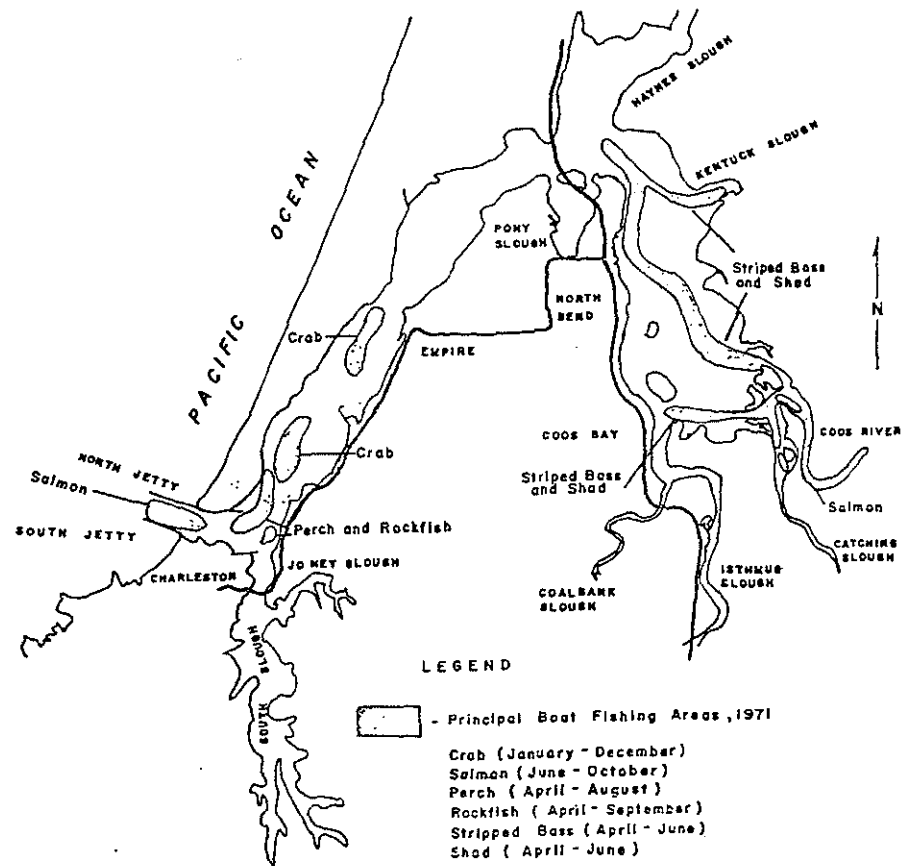 HAYNES SLOUGH
KENTUCK SLOUGH
PACIFIC OCEAN
PONY
SLOUGH
Striped Bass
and Shad
N
NORTH
BEND
Crab
EMPIRE
COOS BAY
COOS RIVER
Crab
NORTH JETTY
Salmon
Striped Bass
and Shad
Salmon
SOUTH JETTY
Perch and Rockfish
CATCHING
SLOUGH
CHARLESTON
JO NEY SLOUGH
ISTHMUS
SLOUGH
COALBANK
SLOUGH
SOUTH SLOUGH
LEGEND
- Principal Boat Fishing Areas, 1971
Crab (January - December)
Salmon (June - October)
Perch (April - August)
Rockfish (April - September)
Stripped Bass (April - June)
Shad (April - June)